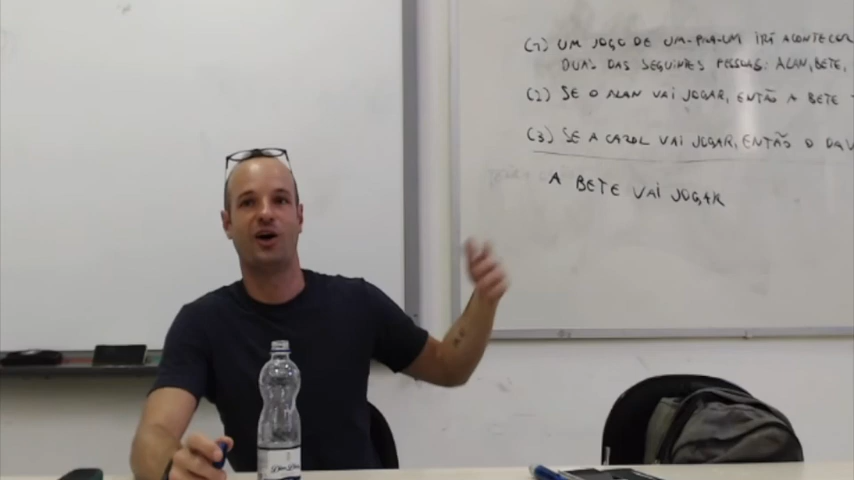 (1) UM JOGO DE UM-PRA-UM IRÁ ACONTECER
DUAS DAS SEGUINTES PESSOAS: ALAN, BETE,
(2) SE O ALAN VAI JOGAR, ENTÃO A BETE
(3) SE A CAROL VAI JOGAR, ENTÃO O
A BETE VAI JOGAR